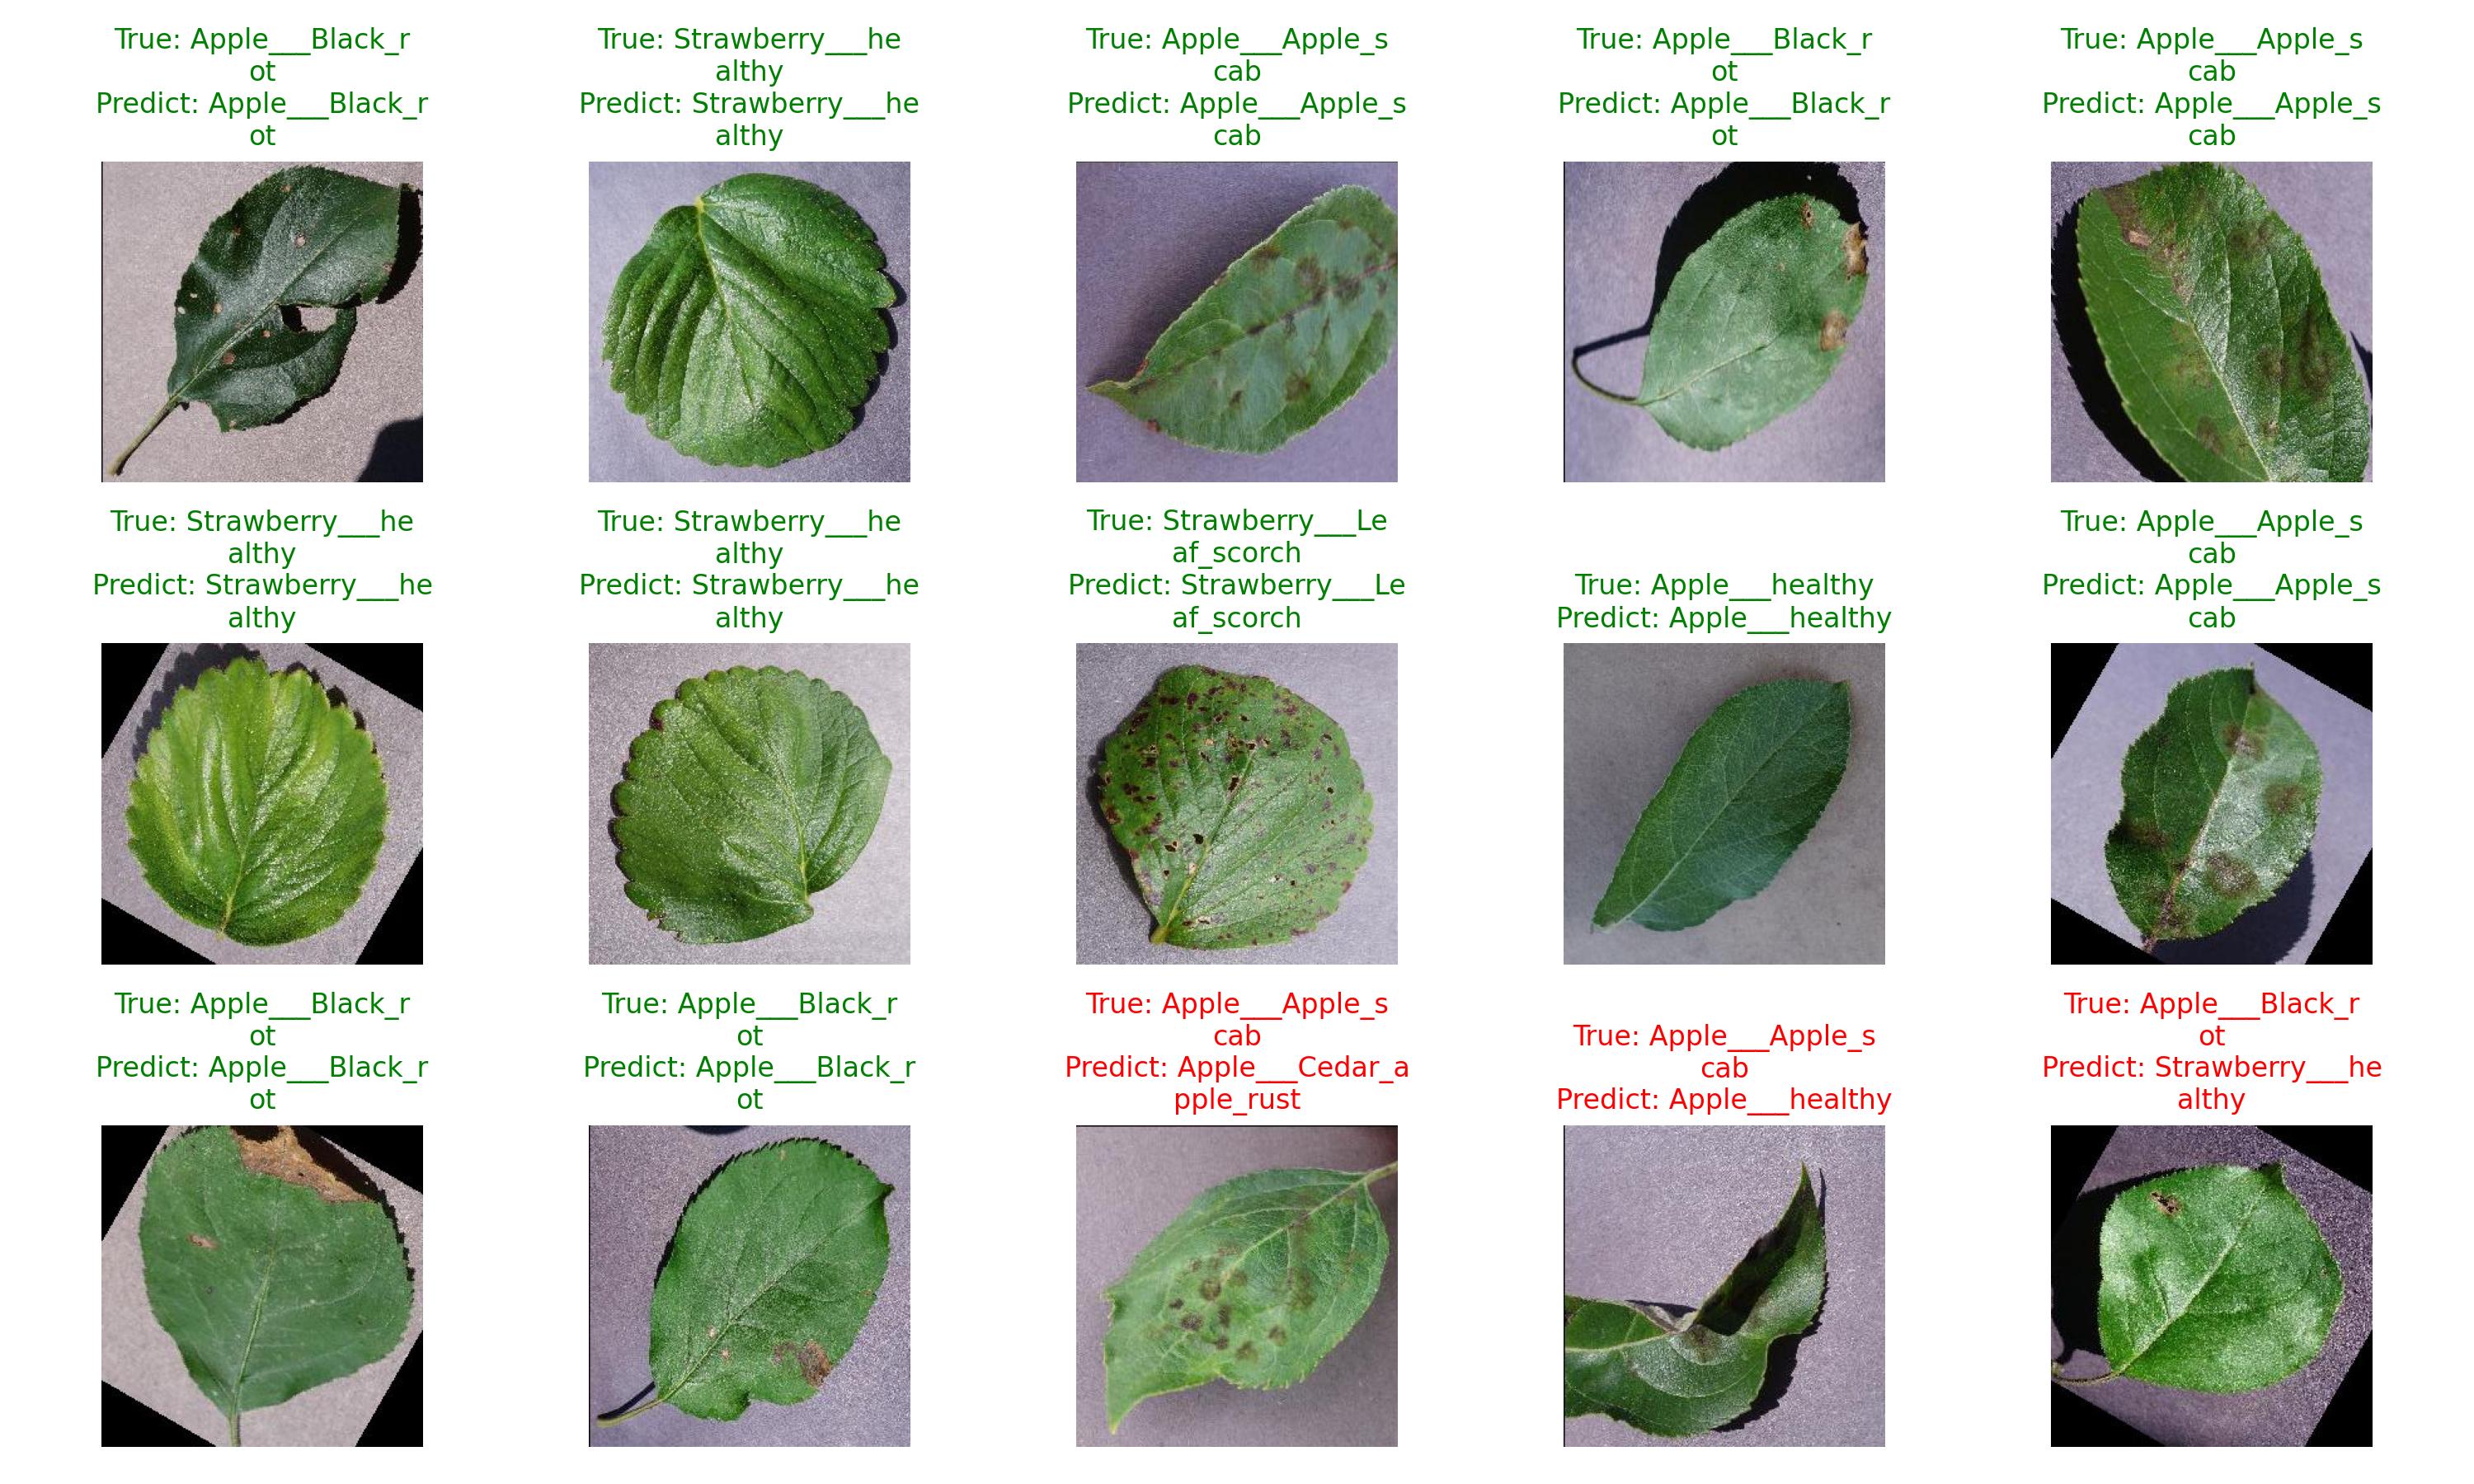 True: Apple___Black_r
ot
Predict: Apple___Black_r
ot
True: Strawberry___he
althy
Predict: Strawberry___he
althy
True: Apple___Apple_s
cab
Predict: Apple___Apple_s
cab
True: Apple___Black_r
ot
Predict: Apple___Black_r
ot
True: Apple___Apple_s
cab
Predict: Apple___Apple_s
cab
True: Strawberry___he
althy
Predict: Strawberry___he
althy
True: Strawberry___he
althy
Predict: Strawberry___he
althy
True: Strawberry___Le
af_scorch
Predict: Strawberry___Le
af_scorch
True: Apple___healthy
Predict: Apple___healthy
True: Apple___Apple_s
cab
Predict: Apple___Apple_s
cab
True: Apple___Black_r
ot
Predict: Apple___Black_r
ot
True: Apple___Black_r
ot
Predict: Apple___Black_r
ot
True: Apple___Apple_s
cab
Predict: Apple___Cedar_a
pple_rust
True: Apple___Apple_s
cab
Predict: Apple___healthy
True: Apple___Black_r
ot
Predict: Strawberry___he
althy